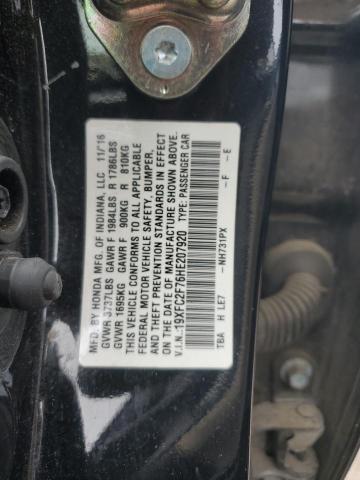 MFD. BY HONDA MFG. OF INDIANA, LLC 11/16
GVWR 3737LBS GAWR F 1984LBS R 1786LBS
GVWR 1695KG GAWR F 900KG R 810KG
THIS VEHICLE CONFORMS TO ALL APPLICABLE
FEDERAL MOTOR VEHICLE SAFETY, BUMPER,
AND THEFT PREVENTION STANDARDS IN EFFECT
ON THE DATE OF MANUFACTURE SHOWN ABOVE.
V.I.N.:19XFC2F76HE207920 TYPE: PASSENGER CAR
NH731PX -F -E
TBA H LE7